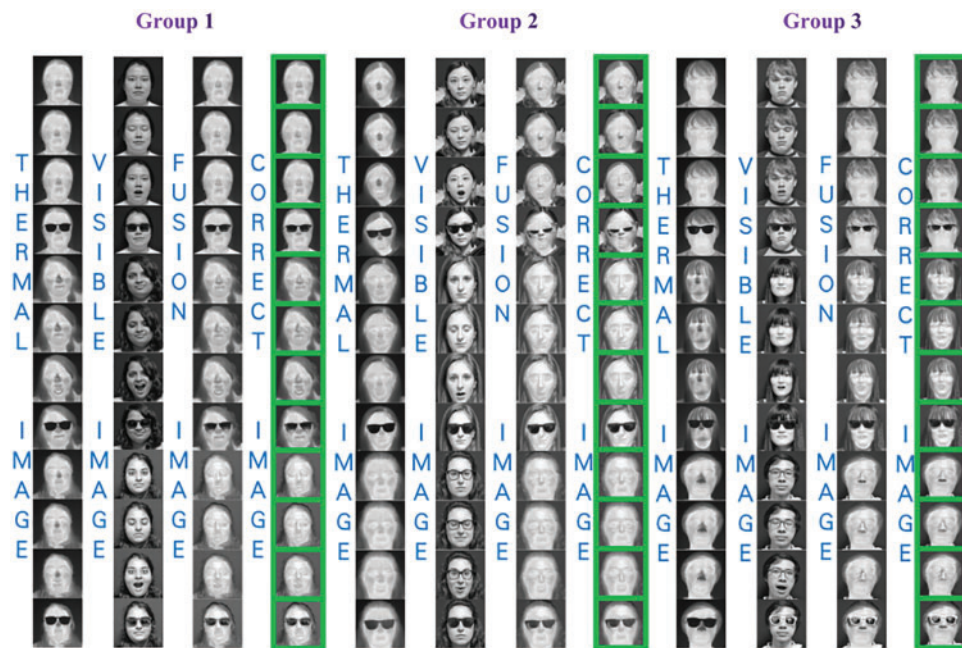 Group 1
Group 2
Group 3
THERMAL IMAGE
VISIBLE IMAGE
FUSION IMAGE
CORRECT IMAGE
THERMAL IMAGE
VISIBLE IMAGE
FUSION IMAGE
CORRECT IMAGE
THERMAL IMAGE
VISIBLE IMAGE
FUSION IMAGE
CORRECT IMAGE